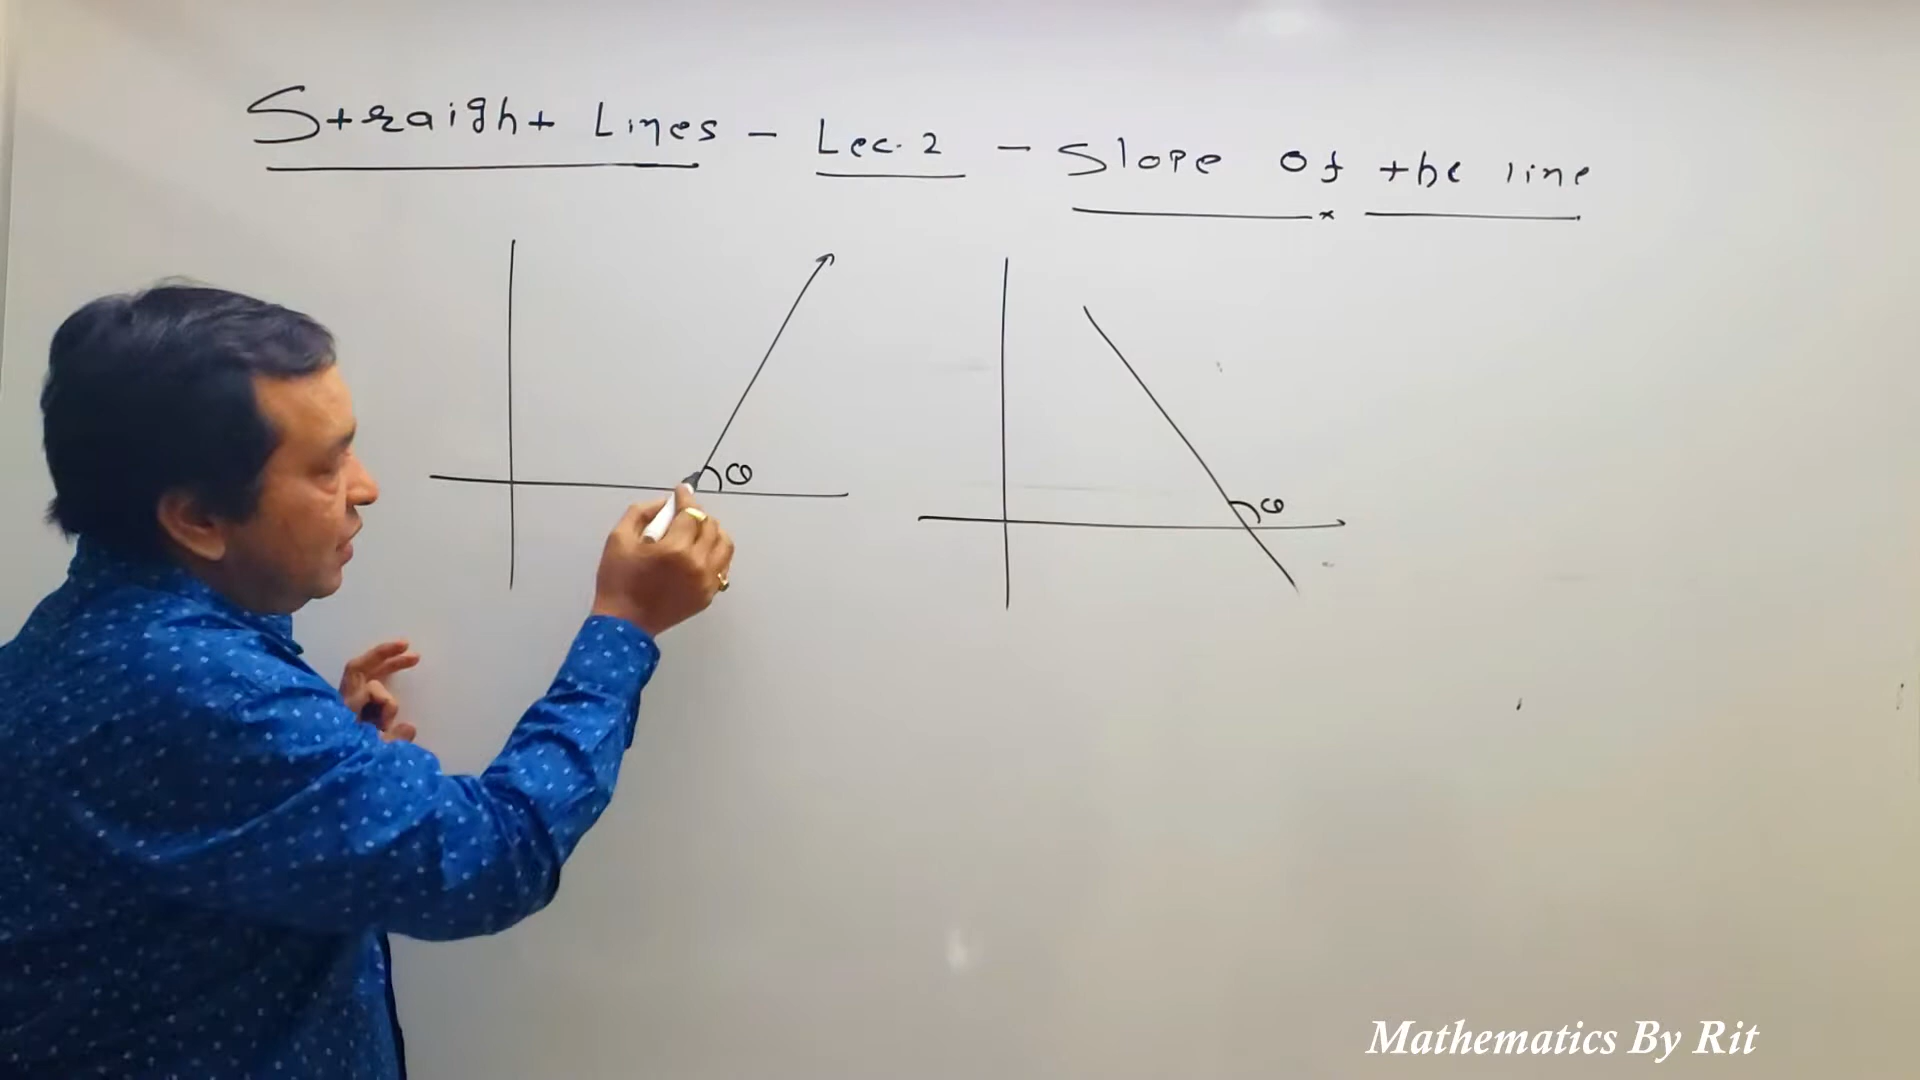 Straight Lines - Lec. 2 - Slope of the line
θ
θ
Mathematics By Rit